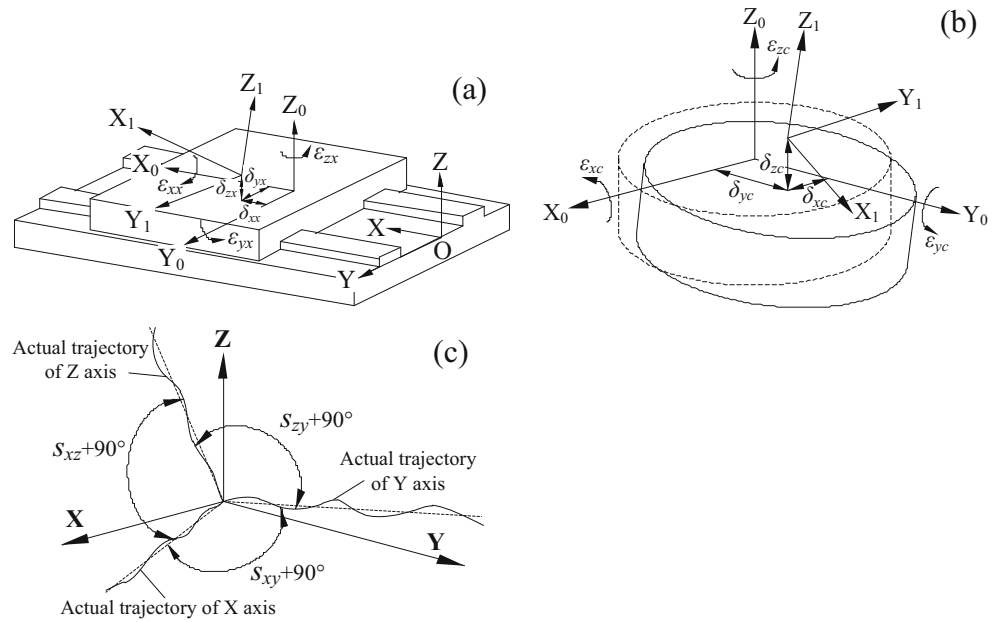 (a)
Z₁
Z₀
X₁
X₀
εzx
Z
εxx
δzx
δyx
δxx
Y₁
εyx
X
O
Y₀
Y
(b)
Z₀
Z₁
εzc
Y₁
εxc
δzc
δyc
δxc
X₀
X₁
Y₀
εyc
(c)
Z
Actual trajectory
of Z axis
szy+90°
sxz+90°
Actual trajectory
of Y axis
X
Y
sxy+90°
Actual trajectory of X axis